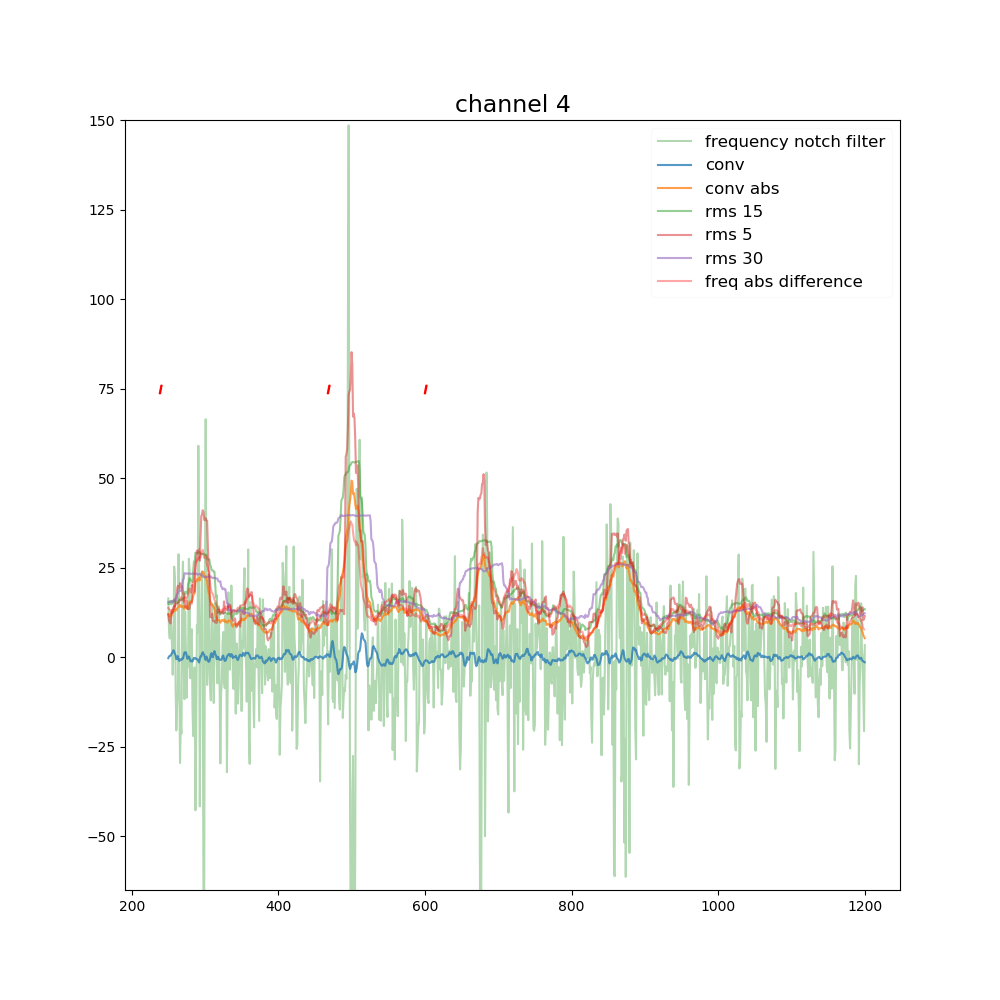 channel 4
150
125
100
75
50
25
0
−25
−50
frequency notch filter
conv
conv abs
rms 15
rms 5
rms 30
freq abs difference
200
400
600
800
1000
1200